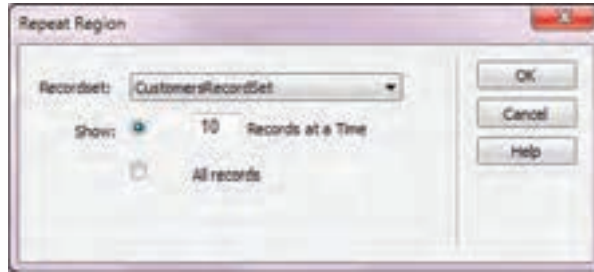 Repeat Region
Recordset: CustomersRecordSet
Show: 10 Records at a Time
All records
OK
Cancel
Help